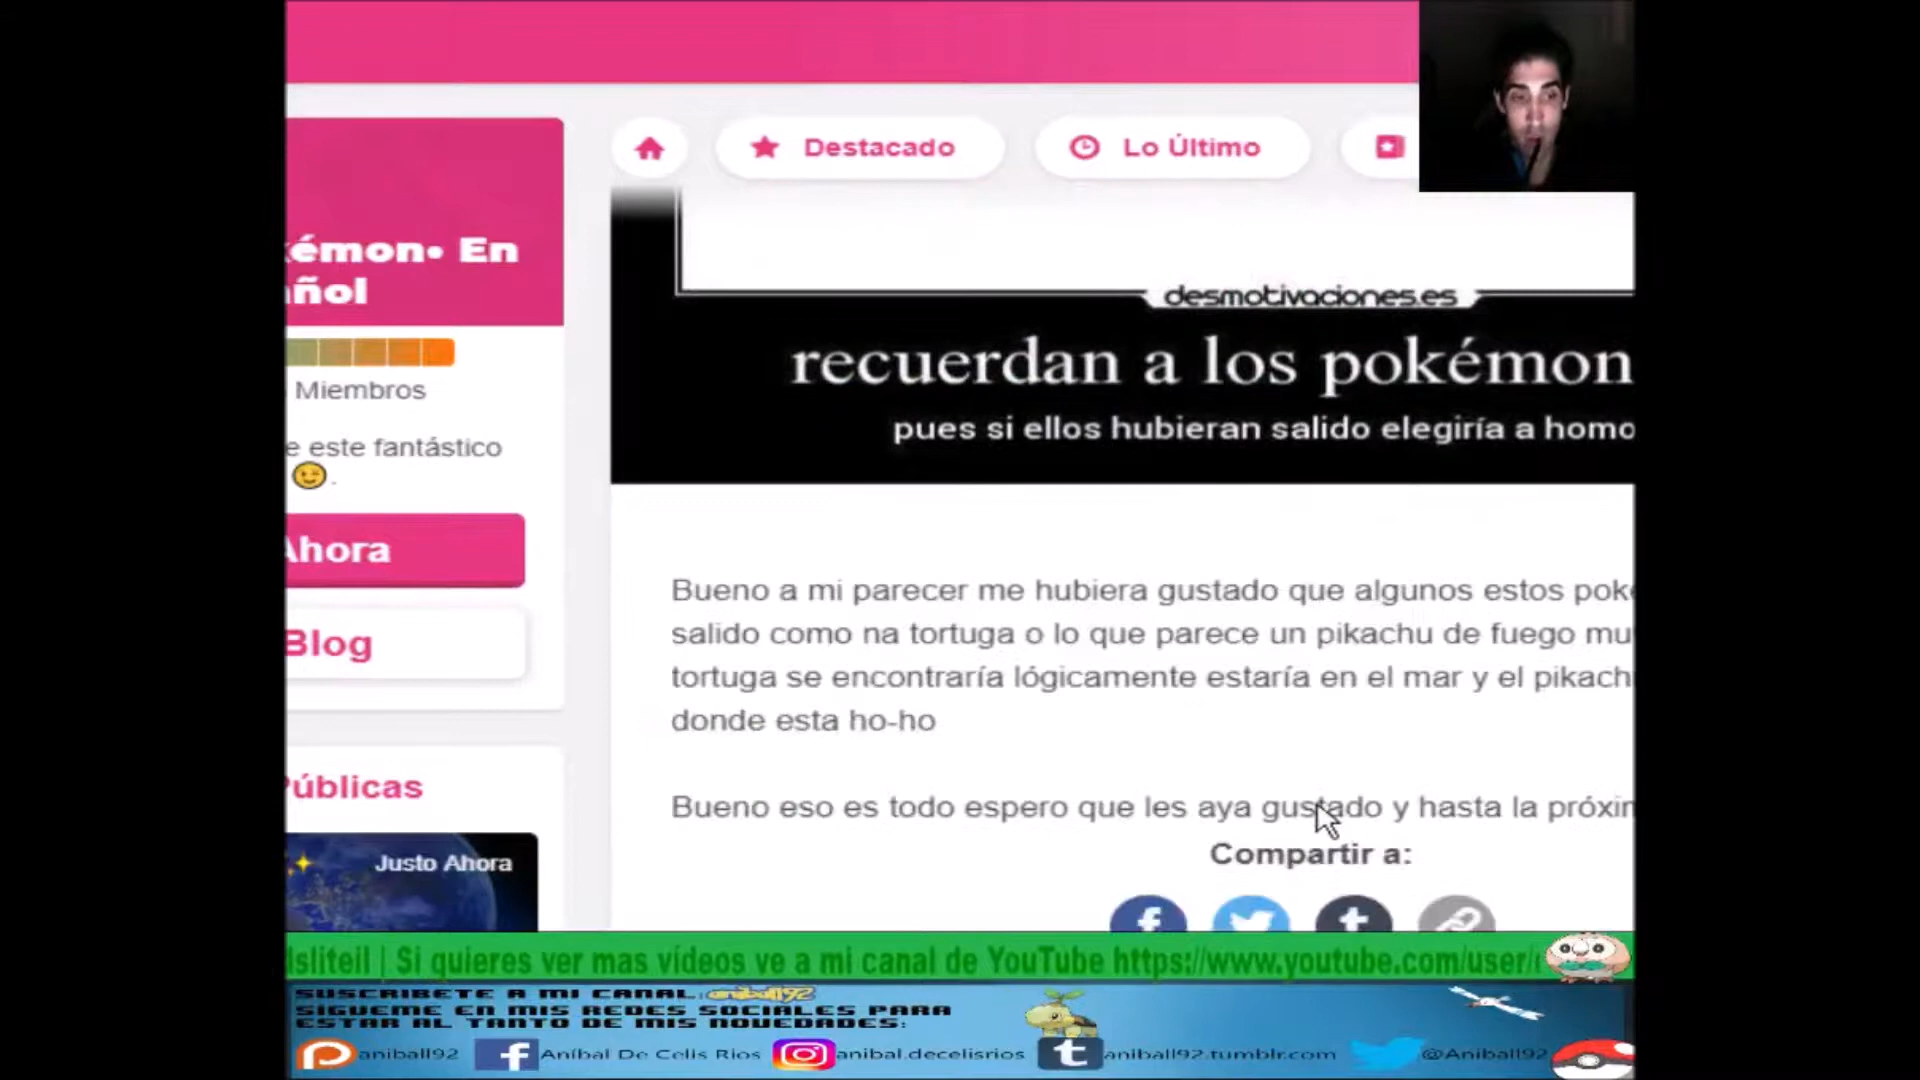 Destacado
Lo Último
émon• En
ñol
Miembros
e este fantástico
Ahora
Blog
Públicas
Justo Ahora
desmotivaciones.es
recuerdan a los pokémon
pues si ellos hubieran salido elegiría a homo
Bueno a mi parecer me hubiera gustado que algunos estos pok
salido como na tortuga o lo que parece un pikachu de fuego mu
tortuga se encontraría lógicamente estaría en el mar y el pikach
donde esta ho-ho
Bueno eso es todo espero que les aya gustado y hasta la próxi
Compartir a:
lsliteil | Si quieres ver mas vídeos ve a mi canal de YouTube https://www.youtube.com/user/
SUSCRIBETE A MI CANAL: aniball92
SIGUEME EN MIS REDES SOCIALES PARA
ESTAR AL TANTO DE MIS NOVEDADES:
aniball92 Aníbal De Celis Rios anibal.decelisrios aniball92.tumblr.com @Aniball92